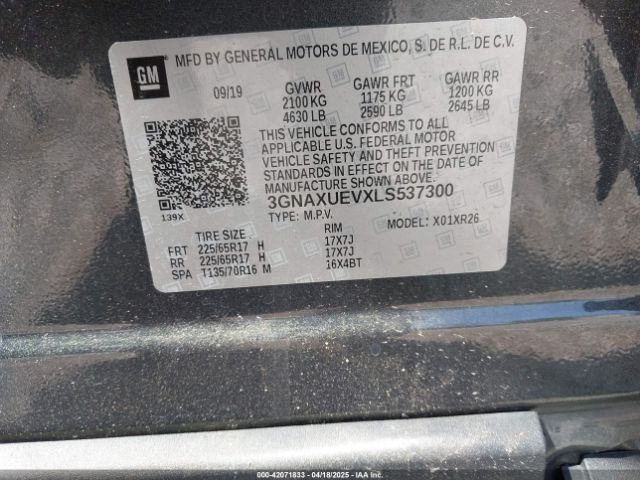 GM
MFD BY GENERAL MOTORS DE MEXICO, S. DE R.L. DE C.V.
09/19 GVWR GAWR FRT GAWR RR
2100 KG 1175 KG 1200 KG
4630 LB 2590 LB 2645 LB
THIS VEHICLE CONFORMS TO ALL
APPLICABLE U.S. FEDERAL MOTOR
VEHICLE SAFETY AND THEFT PREVENTION
STANDARDS IN EFFECT ON THE DATE OF
MANUFACTURE SHOWN ABOVE.
139X 3GNAXUEVXLS537300
TYPE: M.P.V. MODEL: X01XR26
TIRE SIZE RIM
FRT 225/65R17 H 17X7J
RR 225/65R17 H 17X7J
SPA T135/70R16 M 16X4BT
IAA: 42071833 | 04/18/2025 | IAAI.COM